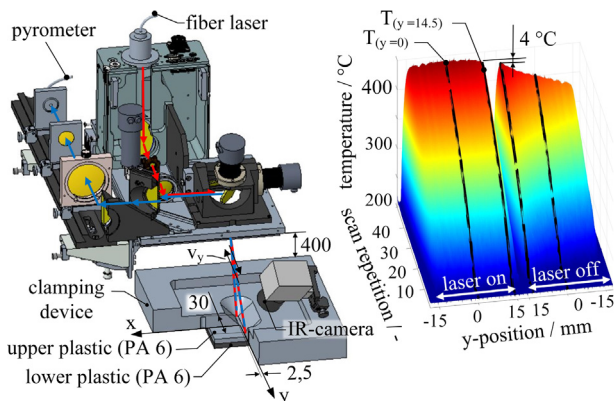 fiber laser
pyrometer
400
v_y
clamping
device
30
x
IR-camera
upper plastic (PA 6)
lower plastic (PA 6)
2,5
y
T(y = 14.5)
T(y=0)
4 °C
temperature / °C
400
300
200
scan repetition / -
40
30
20
10
laser on
laser off
-15 0 15 15 0 -15
y-position / mm